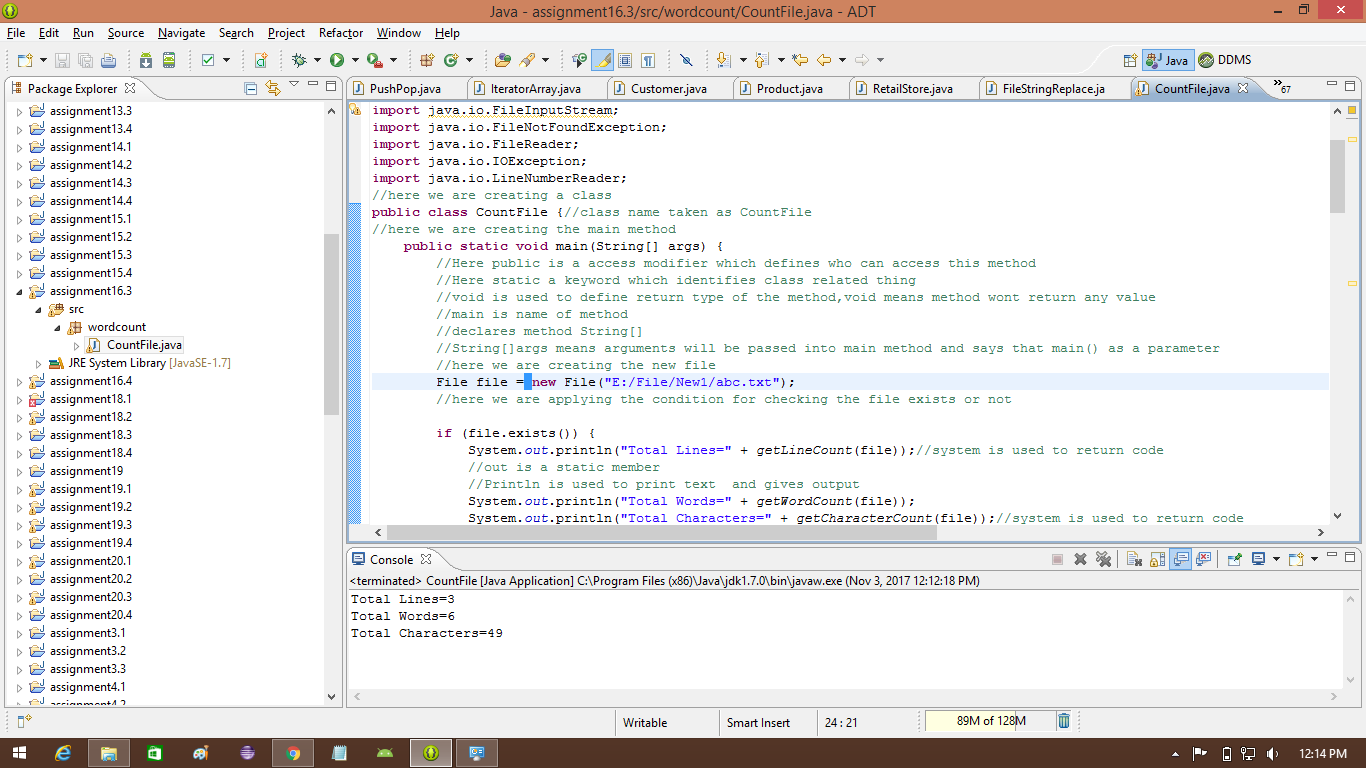 Java - assignment16.3/src/wordcount/CountFile.java - ADT
File Edit Run Source Navigate Search Project Refactor Window Help
Java DDMS
Package Explorer
assignment13.3
assignment13.4
assignment14.1
assignment14.2
assignment14.3
assignment14.4
assignment15.1
assignment15.2
assignment15.3
assignment15.4
assignment16.3
src
wordcount
CountFile.java
JRE System Library [JavaSE-1.7]
assignment16.4
assignment18.1
assignment18.2
assignment18.3
assignment18.4
assignment19
assignment19.1
assignment19.2
assignment19.3
assignment19.4
assignment20.1
assignment20.2
assignment20.3
assignment20.4
assignment3.1
assignment3.2
assignment3.3
assignment4.1
assignment4.2
PushPop.java IteratorArray.java Customer.java Product.java RetailStore.java FileStringReplace.ja CountFile.java 67
import java.io.FileInputStream;
import java.io.FileNotFoundException;
import java.io.FileReader;
import java.io.IOException;
import java.io.LineNumberReader;
//here we are creating a class
public class CountFile {//class name taken as CountFile
//here we are creating the main method
public static void main(String[] args) {
//Here public is a access modifier which defines who can access this method
//Here static a keyword which identifies class related thing
//void is used to define return type of the method,void means method wont return any value
//main is name of method
//declares method String[]
//String[]args means arguments will be passed into main method and says that main() as a parameter
//here we are creating the new file
File file = new File("E:/File/New1/abc.txt");
//here we are applying the condition for checking the file exists or not
if (file.exists()) {
System.out.println("Total Lines=" + getLineCount(file));//system is used to return code
//out is a static member
//Println is used to print text  and gives output
System.out.println("Total Words=" + getWordCount(file));
System.out.println("Total Characters=" + getCharacterCount(file));//system is used to return code
Console
<terminated> CountFile [Java Application] C:\Program Files (x86)\Java\jdk1.7.0\bin\javaw.exe (Nov 3, 2017 12:12:18 PM)
Total Lines=3
Total Words=6
Total Characters=49
Writable Smart Insert 24 : 21 89M of 128M
12:14 PM